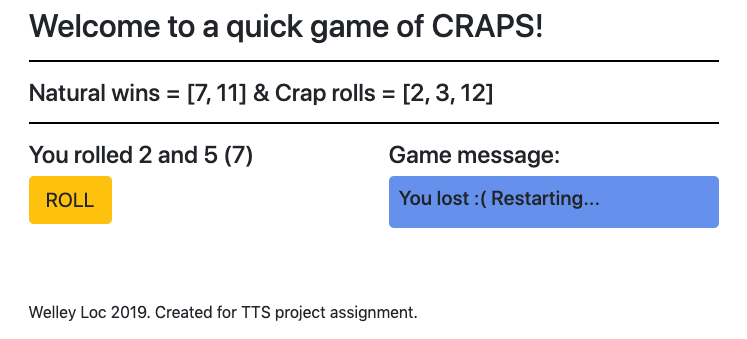 Welcome to a quick game of CRAPS!
Natural wins = [7, 11] & Crap rolls = [2, 3, 12]
You rolled 2 and 5 (7)
ROLL
Game message:
You lost :( Restarting...
Welley Loc 2019. Created for TTS project assignment.